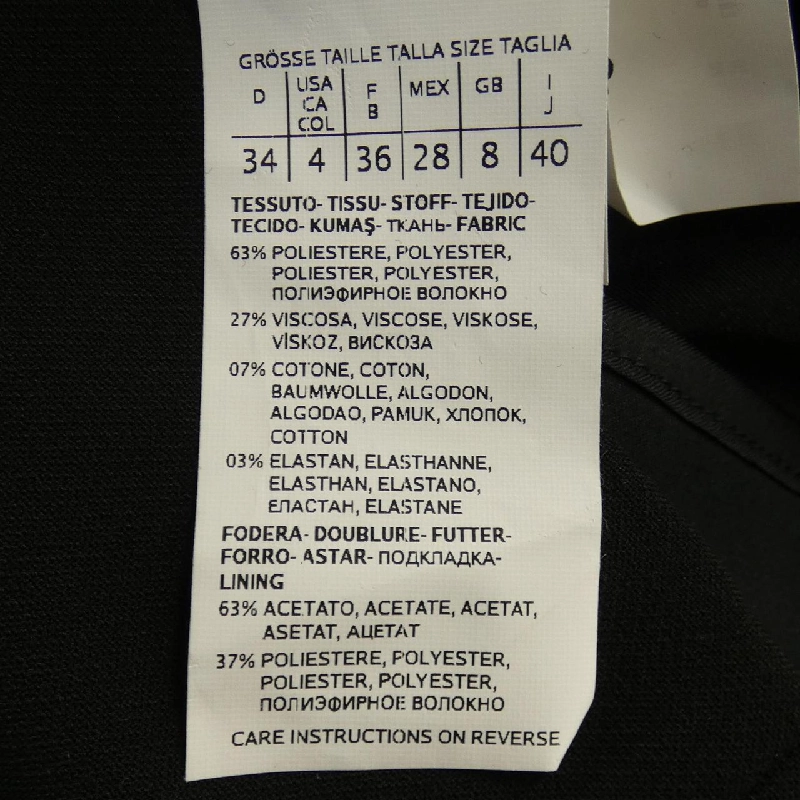 GRÖSSE TAILLE TALLA SIZE TAGLIA
D USA CA COL F B MEX GB I J
34 4 36 28 8 40
TESSUTO- TISSU- STOFF- TEJIDO-
TECIDO- KUMAŞ- ТКАНЬ- FABRIC
63% POLIESTERE, POLYESTER,
POLIESTER, POLYESTER,
ПОЛИЭФИРНОЕ ВОЛОКНО
27% VISCOSA, VISCOSE, VISKOSE,
VİSKOZ, ВИСКОЗА
07% COTONE, COTON,
BAUMWOLLE, ALGODON,
ALGODAO, PAMUK, ХЛОПОК,
COTTON
03% ELASTAN, ELASTHANNE,
ELASTHAN, ELASTANO,
ЕЛАСТАН, ELASTANE
FODERA- DOUBLURE- FUTTER-
FORRO- ASTAR- ПОДКЛАДКА-
LINING
63% ACETATO, ACETATE, ACETAT,
ASETAT, АЦЕТАТ
37% POLIESTERE, POLYESTER,
POLIESTER, POLYESTER,
ПОЛИЭФИРНОЕ ВОЛОКНО
CARE INSTRUCTIONS ON REVERSE